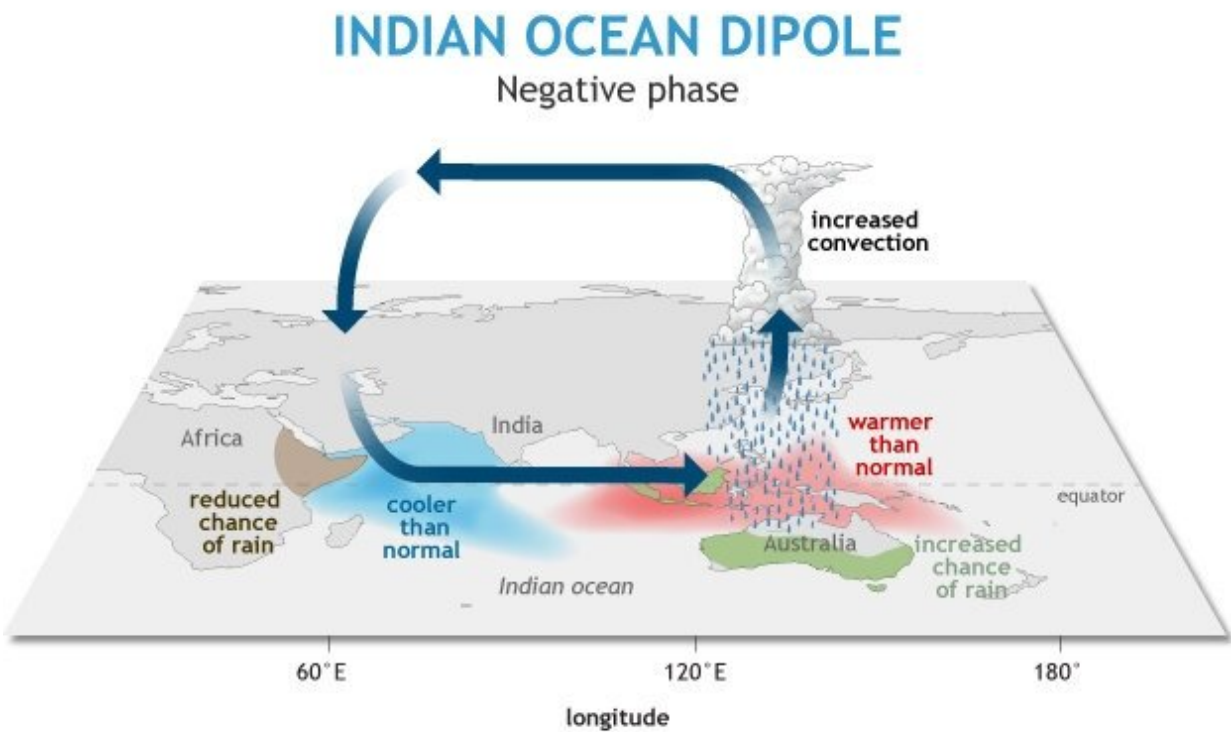 INDIAN OCEAN DIPOLE
Negative phase
increased
convection
Africa
India
warmer
than
normal
reduced
chance
of rain
cooler
than
normal
equator
Australia
increased
chance
of rain
Indian ocean
60°E
120°E
180°
longitude